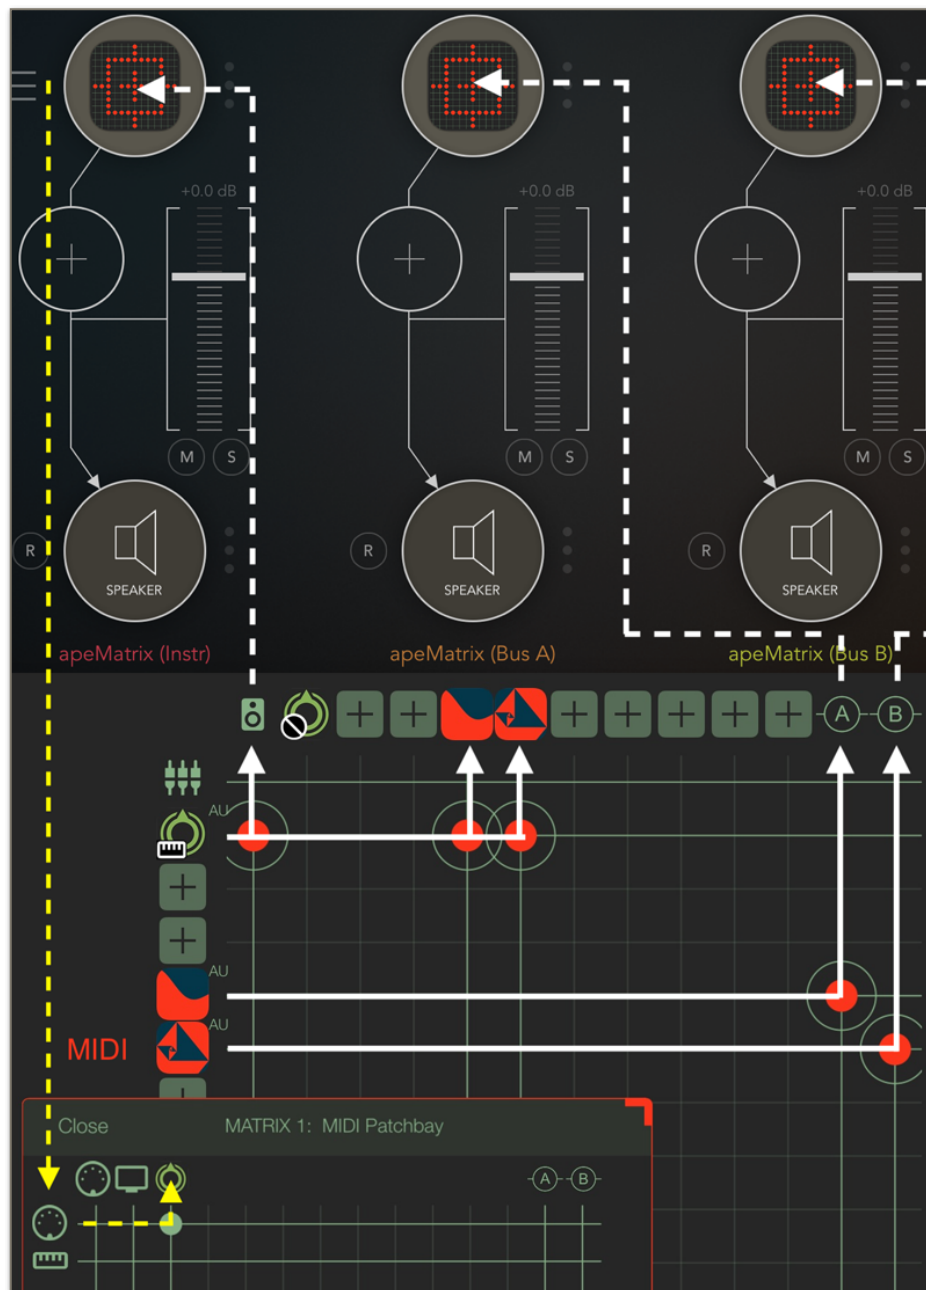 +0.0 dB
+0.0 dB
+0.0 dB
M S
M S
M S
R
SPEAKER
R
SPEAKER
R
SPEAKER
apeMatrix (Instr)
apeMatrix (Bus A)
apeMatrix (Bus B)
A B
AU
AU
AU
MIDI
Close
MATRIX 1: MIDI Patchbay
A B